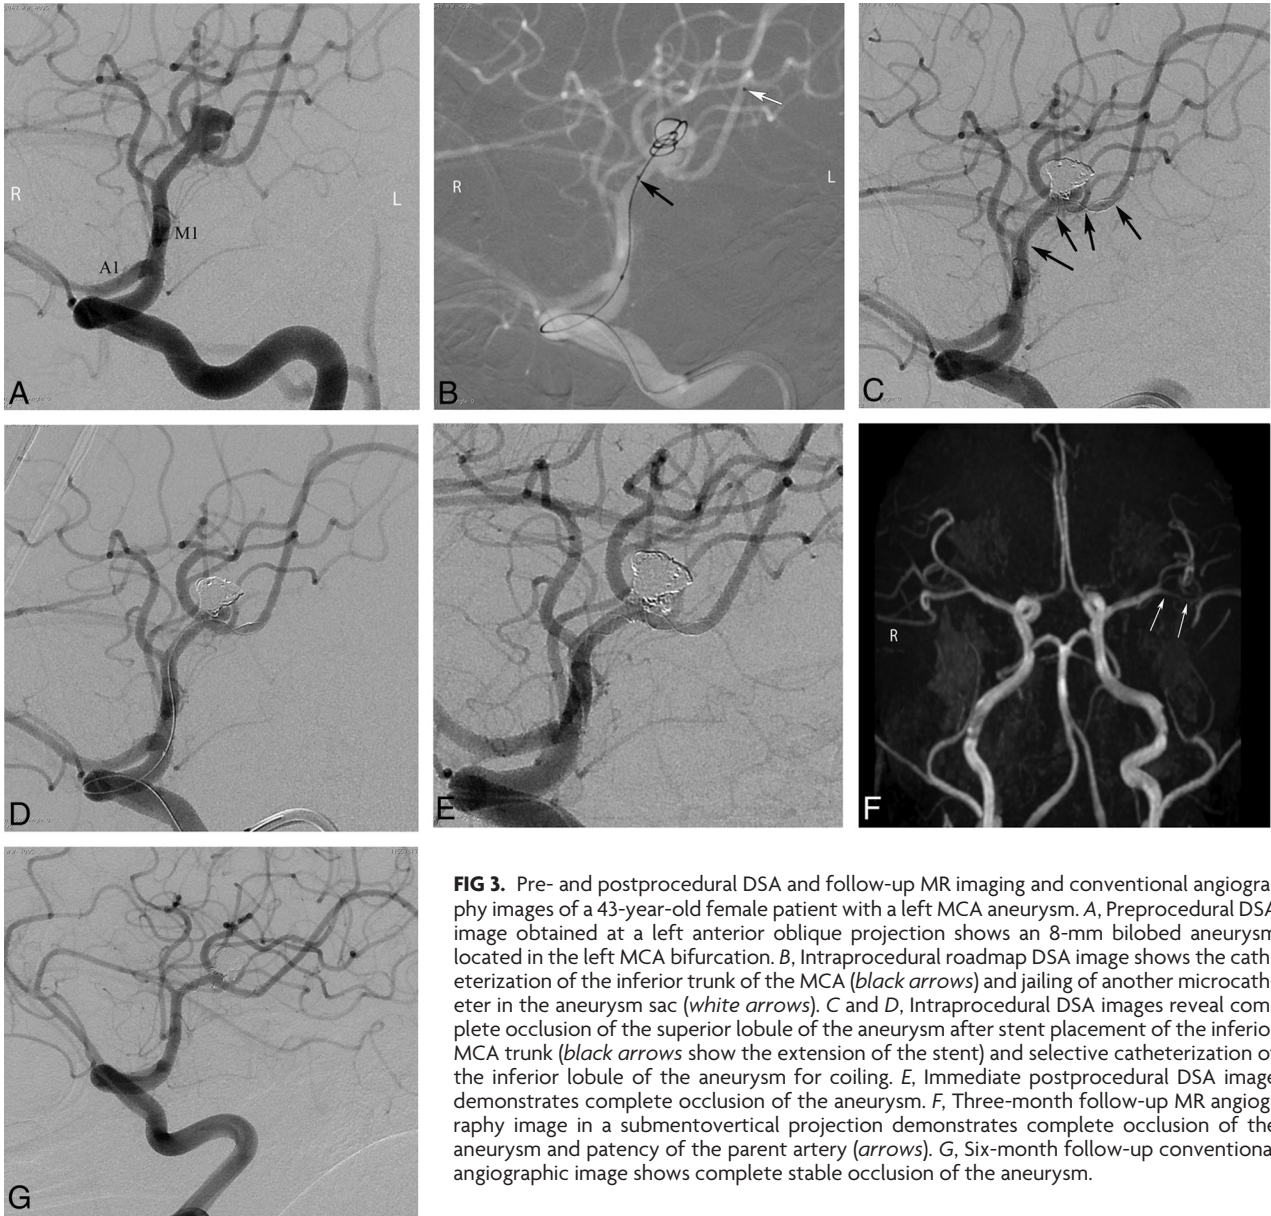 R
L
M1
A1
A
R
L
B
C
D
E
R
F
G
FIG 3. Pre- and postprocedural DSA and follow-up MR imaging and conventional angiogra-
phy images of a 43-year-old female patient with a left MCA aneurysm. A, Preprocedural DSA
image obtained at a left anterior oblique projection shows an 8-mm bilobed aneurysm
located in the left MCA bifurcation. B, Intraprocedural roadmap DSA image shows the cath-
eterization of the inferior trunk of the MCA (black arrows) and jailing of another microcath-
eter in the aneurysm sac (white arrows). C and D, Intraprocedural DSA images reveal com-
plete occlusion of the superior lobule of the aneurysm after stent placement of the inferio
MCA trunk (black arrows show the extension of the stent) and selective catheterization of
the inferior lobule of the aneurysm for coiling. E, Immediate postprocedural DSA image
demonstrates complete occlusion of the aneurysm. F, Three-month follow-up MR angiog-
raphy image in a submentovertical projection demonstrates complete occlusion of the
aneurysm and patency of the parent artery (arrows). G, Six-month follow-up conventiona
angiographic image shows complete stable occlusion of the aneurysm.